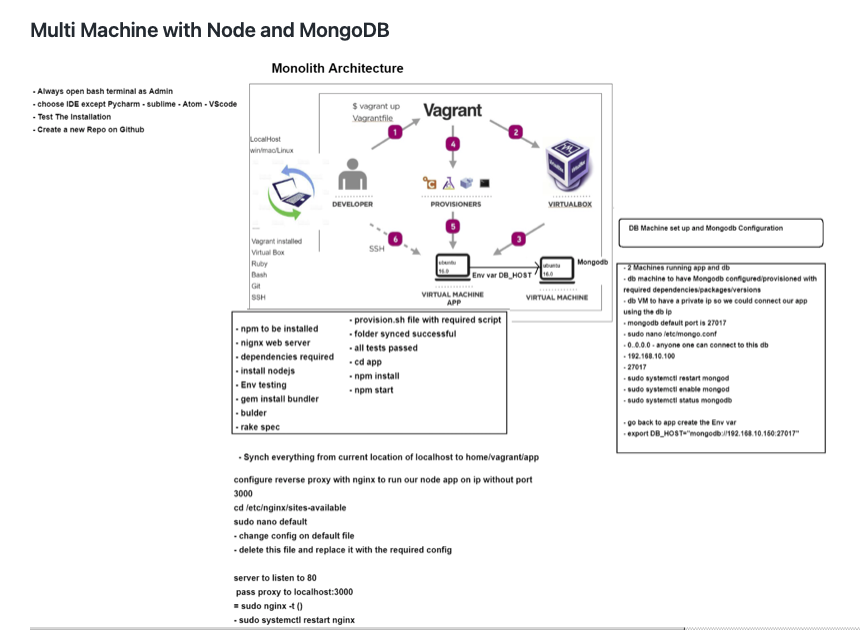 Multi Machine with Node and MongoDB
Monolith Architecture
- Always open bash terminal as Admin
- choose IDE except Pycharm - sublime - Atom - VScode
- Test The Installation
- Create a new Repo on Github
$ vagrant up
Vagrantfile
Vagrant
1
2
4
LocalHost
win/mac/Linux
DEVELOPER
PROVISIONERS
VIRTUALBOX
Vagrant installed
Virtual Box
Ruby
Bash
Git
SSH
SSH
6
5
3
ubuntu
16.0
Env var DB_HOST
ubuntu
16.0
Mongodb
VIRTUAL MACHINE
APP
VIRTUAL MACHINE
DB Machine set up and Mongodb Configuration
- 2 Machines running app and db
- db machine to have Mongodb configured/provisioned with
required dependencies/packages/versions
- db VM to have a private ip so we could connect our app
using the db ip
- mongodb default port is 27017
- sudo nano /etc/mongo.conf
- 0..0.0.0 - anyone one can connect to this db
- 192.168.10.100
- 27017
- sudo systemctl restart mongod
- sudo systemctl enable mongod
- sudo systemctl status mongodb
- go back to app create the Env var
- export DB_HOST="mongodb://192.168.10.150:27017"
- npm to be installed
- nignx web server
- dependencies required
- install nodejs
- Env testing
- gem install bundler
- bulder
- rake spec
- provision.sh file with required script
- folder synced successful
- all tests passed
- cd app
- npm install
- npm start
- Synch everything from current location of localhost to home/vagrant/app
configure reverse proxy with nginx to run our node app on ip without port
3000
cd /etc/nginx/sites-available
sudo nano default
- change config on default file
- delete this file and replace it with the required config
server to listen to 80
pass proxy to localhost:3000
= sudo nginx -t ()
- sudo systemctl restart nginx